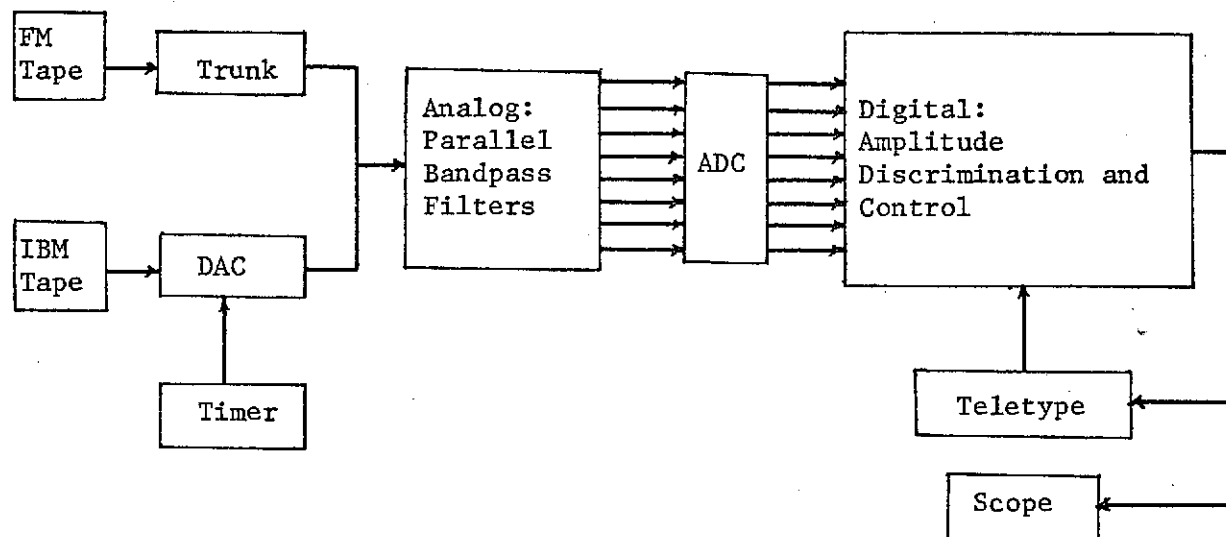 FM
Tape
Trunk
IBM
Tape
DAC
Timer
Analog:
Parallel
Bandpass
Filters
ADC
Digital:
Amplitude
Discrimination and
Control
Teletype
Scope